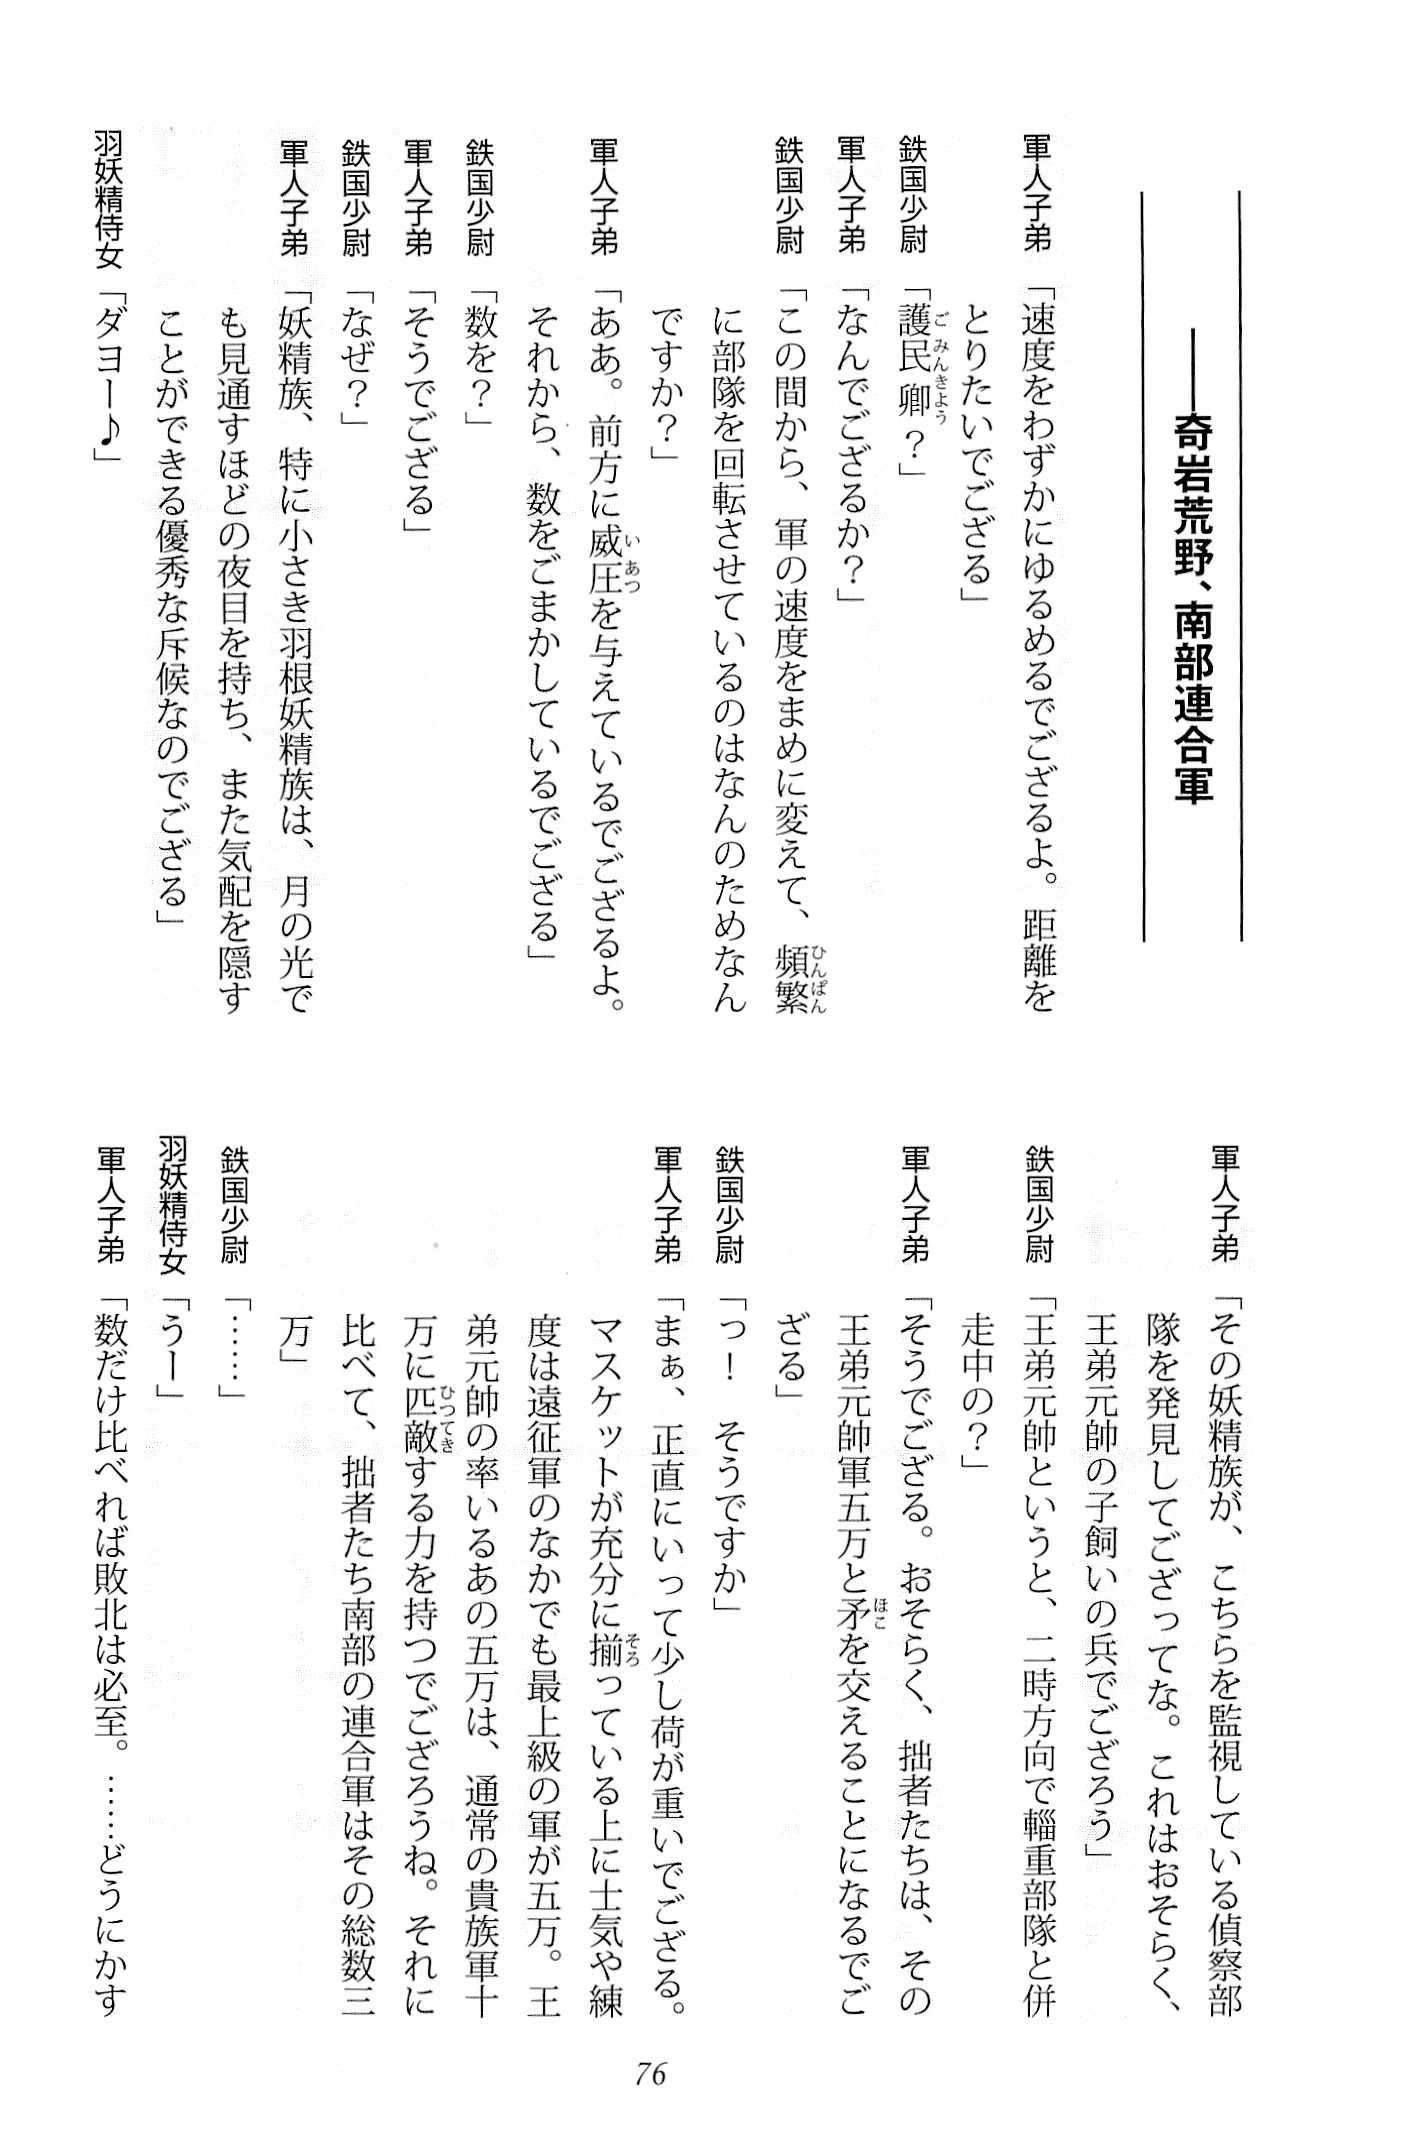 ――奇岩荒野、南部連合軍
軍人子弟「速度をわずかにゆるめるでござるよ。距離を
とりたいでござる」
鉄国少尉「護民卿？」
軍人子弟「なんでござるか？」
鉄国少尉「この間から、軍の速度をまめに変えて、頻繁
に部隊を回転させているのはなんのためなん
ですか？」
軍人子弟「ああ。前方に威圧を与えているでござるよ。
それから、数をごまかしているでござる」
鉄国少尉「数を？」
軍人子弟「そうでござる」
鉄国少尉「なぜ？」
軍人子弟「妖精族、特に小さき羽根妖精族は、月の光で
も見通すほどの夜目を持ち、また気配を隠す
ことができる優秀な斥候なのでござる」
羽妖精侍女「ダヨー♪」
軍人子弟「その妖精族が、こちらを監視している偵察部
隊を発見してござってな。これはおそらく、
王弟元帥の子飼いの兵でござろう」
鉄国少尉「王弟元帥というと、二時方向で輜重部隊と併
走中の？」
軍人子弟「そうでござる。おそらく、拙者たちは、その
王弟元帥軍五万と矛を交えることになるでご
ざる」
鉄国少尉「っ！　そうですか」
軍人子弟「まぁ、正直にいって少し荷が重いでござる。
マスケットが充分に揃っている上に士気や練
度は遠征軍のなかでも最上級の軍が五万。王
弟元帥の率いるあの五万は、通常の貴族軍十
万に匹敵する力を持つでござろうね。それに
比べて、拙者たち南部の連合軍はその総数三
万」
鉄国少尉「……」
羽妖精侍女「うー」
軍人子弟「数だけ比べれば敗北は必至。……どうにかす
76